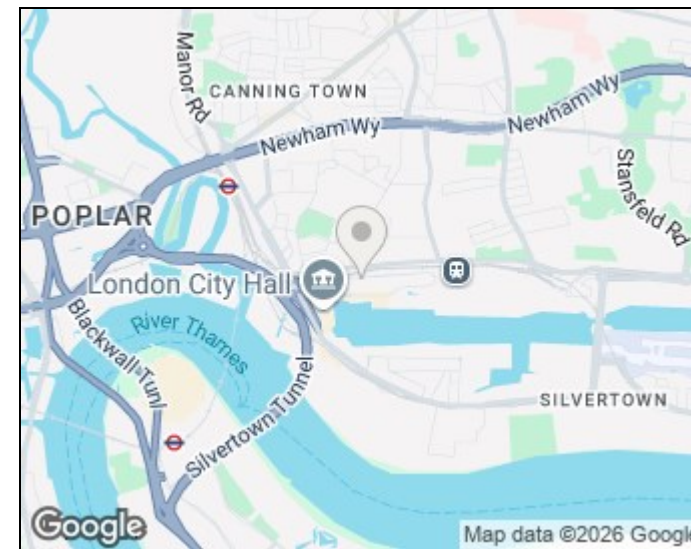 Manor Rd
CANNING TOWN
Newham Wy
Newham Wy
Stansfeld Rd
POPLAR
London City Hall
River Thames
Blackwall Tunl
Silvertown Tunnel
SILVERTOWN
Google
Map data ©2026 Google